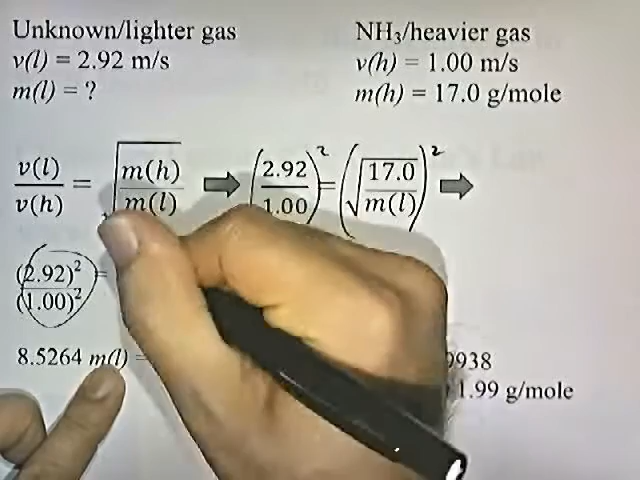 Unknown/lighter gas
NH₃/heavier gas
v(l) = 2.92 m/s
v(h) = 1.00 m/s
m(l) = ?
m(h) = 17.0 g/mole
v(l)/v(h) = √(m(h)/m(l)) ➡ (2.92/1.00)² = (√(17.0/m(l)))² ➡
(2.92)²/(1.00)² =
8.5264 m(l) =
9938
1.99 g/mole